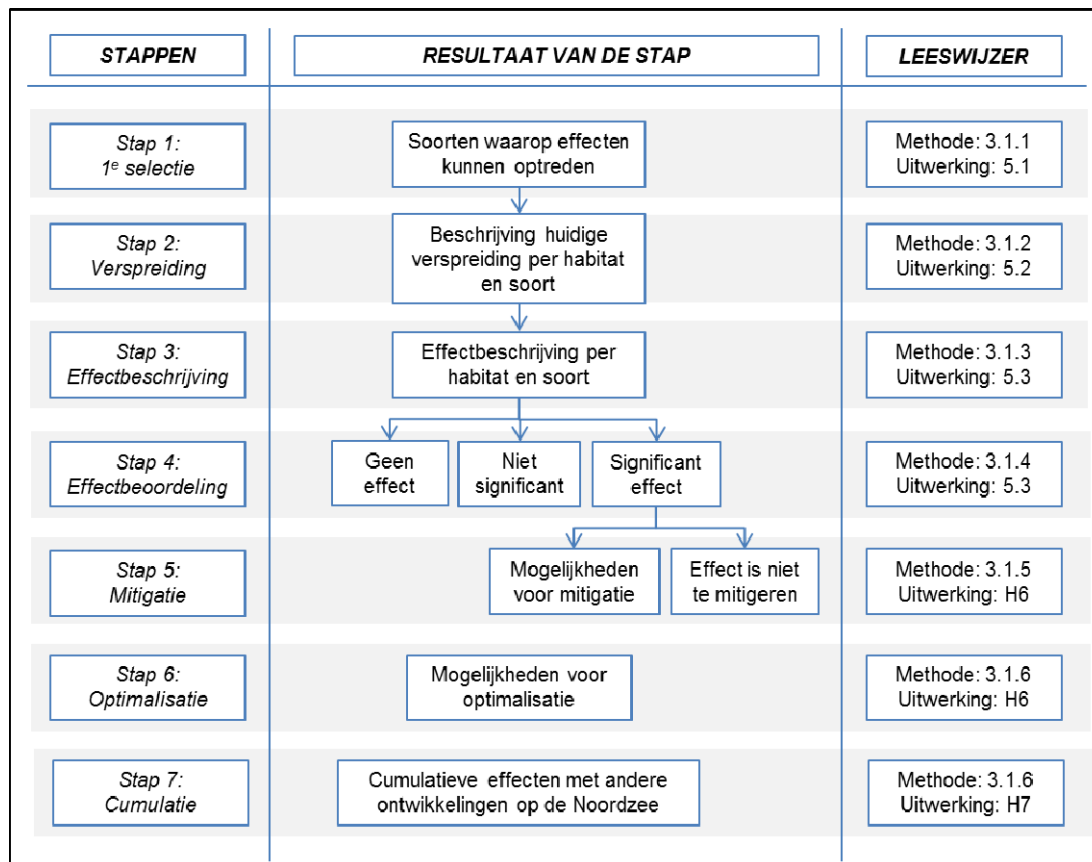 STAPPEN
RESULTAAT VAN DE STAP
LEESWIJZER
Stap 1:
1e selectie
Soorten waarop effecten
kunnen optreden
Methode: 3.1.1
Uitwerking: 5.1
Stap 2:
Verspreiding
Beschrijving huidige
verspreiding per habitat
en soort
Methode: 3.1.2
Uitwerking: 5.2
Stap 3:
Effectbeschrijving
Effectbeschrijving per
habitat en soort
Methode: 3.1.3
Uitwerking: 5.3
Stap 4:
Effectbeoordeling
Geen
effect
Niet
significant
Significant
effect
Methode: 3.1.4
Uitwerking: 5.3
Stap 5:
Mitigatie
Mogelijkheden
voor mitigatie
Effect is niet
te mitigeren
Methode: 3.1.5
Uitwerking: H6
Stap 6:
Optimalisatie
Mogelijkheden voor
optimalisatie
Methode: 3.1.6
Uitwerking: H6
Stap 7:
Cumulatie
Cumulatieve effecten met andere
ontwikkelingen op de Noordzee
Methode: 3.1.6
Uitwerking: H7